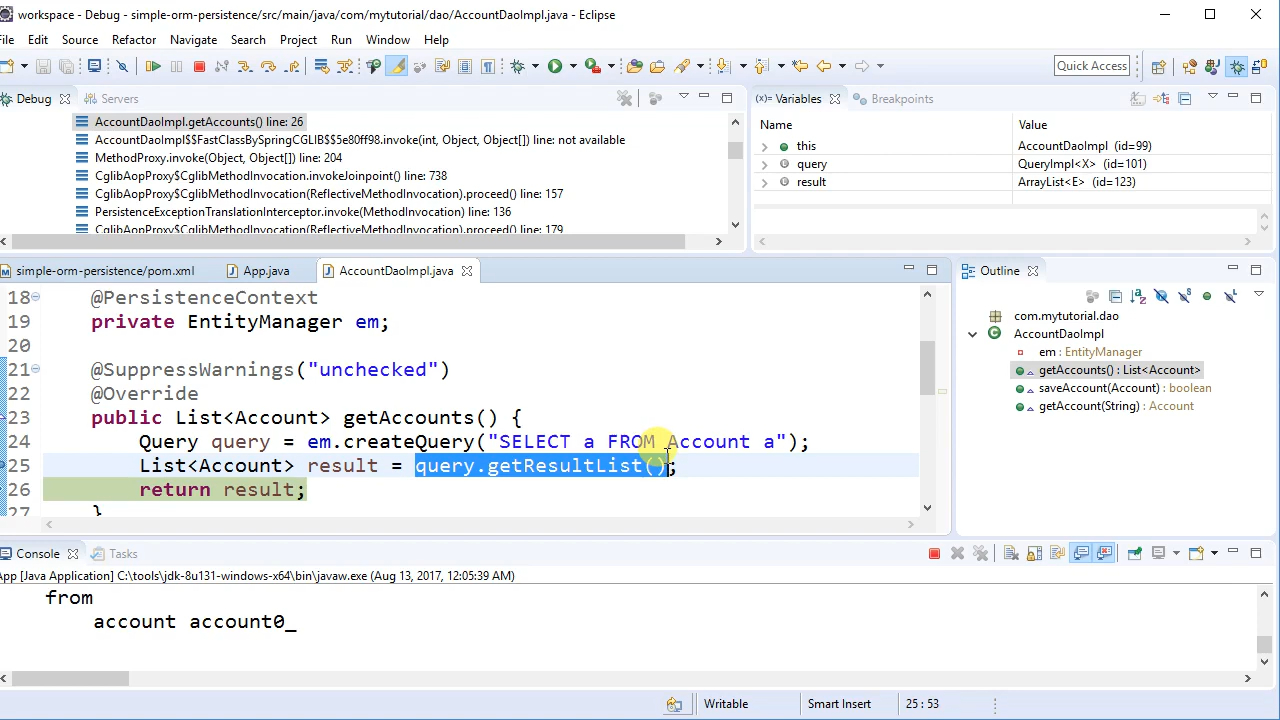 workspace - Debug - simple-orm-persistence/src/main/java/com/mytutorial/dao/AccountDaoImpl.java - Eclipse
File Edit Source Refactor Navigate Search Project Run Window Help
Quick Access
Debug Servers
(x)= Variables Breakpoints
AccountDaoImpl.getAccounts() line: 26
AccountDaoImpl$$FastClassBySpringCGLIB$$5e80ff98.invoke(int, Object, Object[]) line: not available
MethodProxy.invoke(Object, Object[]) line: 204
CglibAopProxy$CglibMethodInvocation.invokeJoinpoint() line: 738
CglibAopProxy$CglibMethodInvocation(ReflectiveMethodInvocation).proceed() line: 157
PersistenceExceptionTranslationInterceptor.invoke(MethodInvocation) line: 136
CglibAopProxy$CglibMethodInvocation(ReflectiveMethodInvocation).proceed() line: 179
Name Value
this AccountDaoImpl (id=99)
query QueryImpl<X> (id=101)
result ArrayList<E> (id=123)
simple-orm-persistence/pom.xml App.java AccountDaoImpl.java
18 @PersistenceContext
19 private EntityManager em;
20
21 @SuppressWarnings("unchecked")
22 @Override
23 public List<Account> getAccounts() {
24 Query query = em.createQuery("SELECT a FROM Account a");
25 List<Account> result = query.getResultList();
26 return result;
27 }
Outline
com.mytutorial.dao
AccountDaoImpl
em : EntityManager
getAccounts() : List<Account>
saveAccount(Account) : boolean
getAccount(String) : Account
Console Tasks
App [Java Application] C:\tools\jdk-8u131-windows-x64\bin\javaw.exe (Aug 13, 2017, 12:05:39 AM)
from
account account0_
Writable Smart Insert 25 : 53